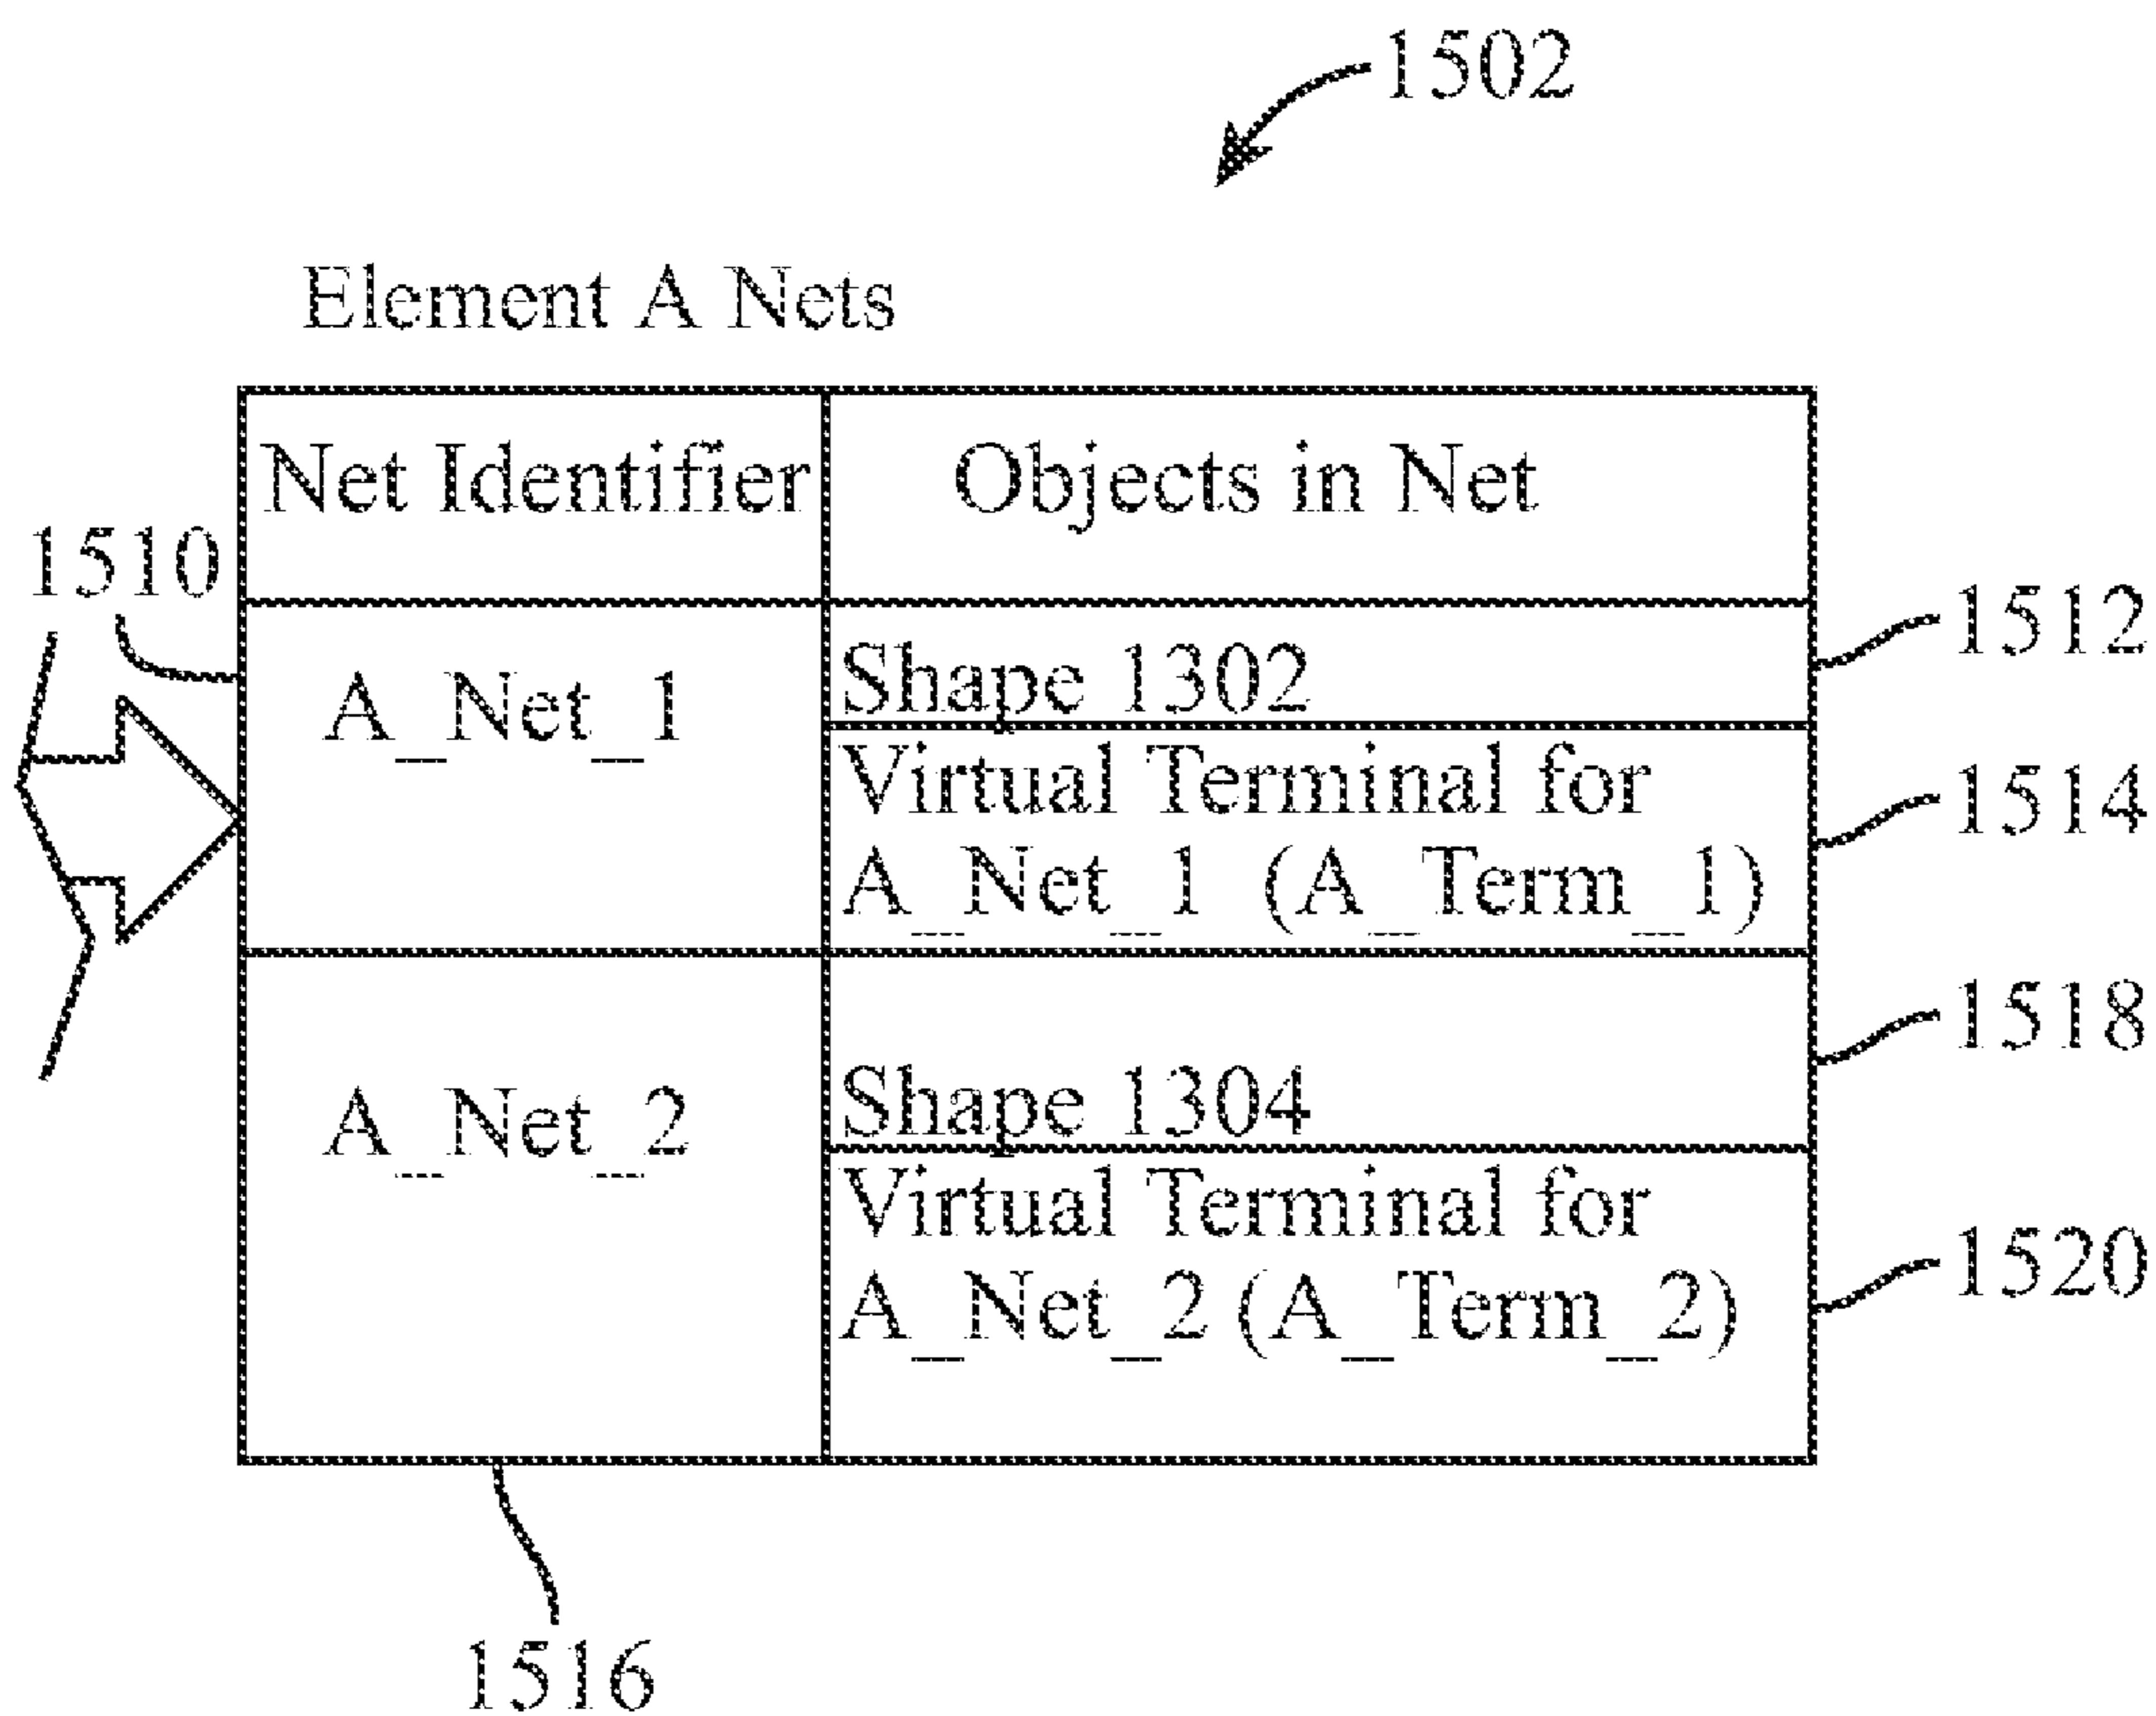 1502
Element A Nets
Net Identifier
Objects in Net
1510
A_Net_1
Shape 1302
1512
Virtual Terminal for
A_Net_1 (A_Term_1)
1514
A_Net_2
Shape 1304
1518
Virtual Terminal for
A_Net_2 (A_Term_2)
1520
1516